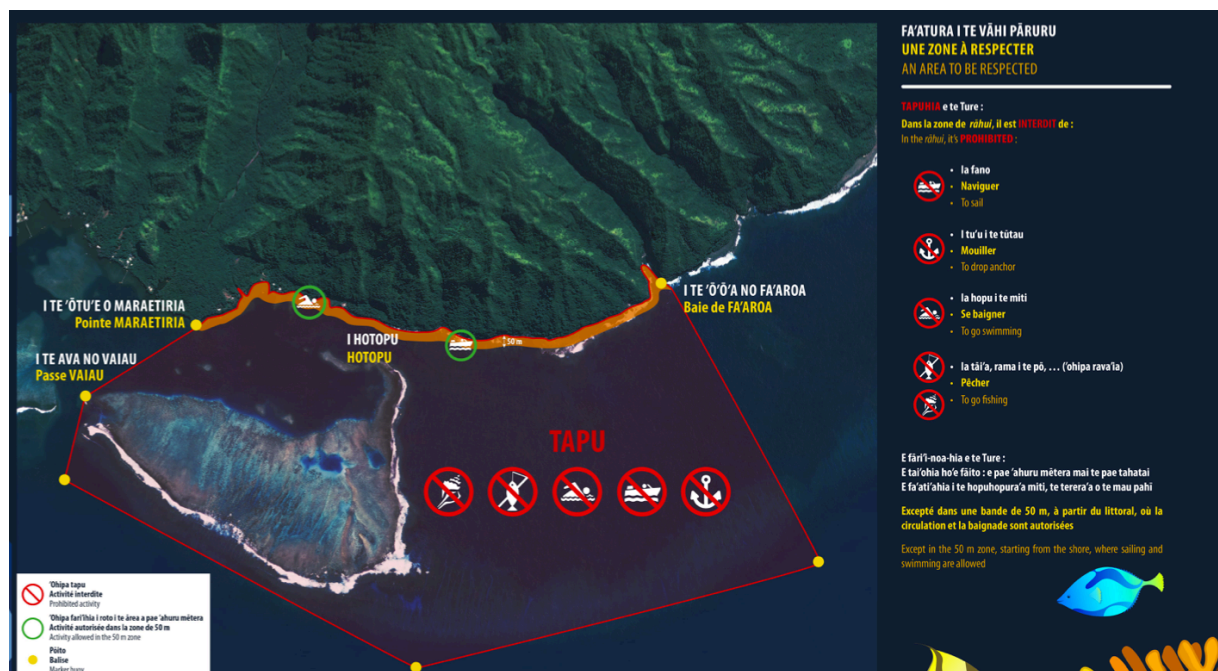 I TE 'ŌTU'E O MARAETIRIA
Pointe MARAETIRIA
I TE AVA NO VAIAU
Passe VAIAU
I HOTOPU
HOTOPU
50 m
I TE 'Ō'Ō'A NO FA'AROA
Baie de FA'AROA
TAPU
'Ohipa tapu
Activité interdite
Prohibited activity
'Ohipa fari'ihia i roto i te ārea a pae 'ahuru mētera
Activité autorisée dans la zone de 50 m
Activity allowed in the 50 m zone
Pōito
Balise
Marker buoy
FA'ATURA I TE VĀHI PĀRURU
UNE ZONE À RESPECTER
AN AREA TO BE RESPECTED
TAPUHIA e te Ture :
Dans la zone de rāhui, il est INTERDIT de :
In the rāhui, it's PROHIBITED :
• Ia fano
• Naviguer
• To sail
• I tu'u i te tūtau
• Mouiller
• To drop anchor
• Ia hopu i te miti
• Se baigner
• To go swimming
• Ia tāi'a, rama i te pō, ... ('ohipa rava'ia)
• Pêcher
• To go fishing
E fāri'i-noa-hia e te Ture :
E tai'ohia ho'e fāito : e pae 'ahuru mētera mai te pae tahatai
E fa'ati'ahia i te hopuhopura'a miti, te terera'a o te mau pahī
Excepté dans une bande de 50 m, à partir du littoral, où la
circulation et la baignade sont autorisées
Except in the 50 m zone, starting from the shore, where sailing and
swimming are allowed